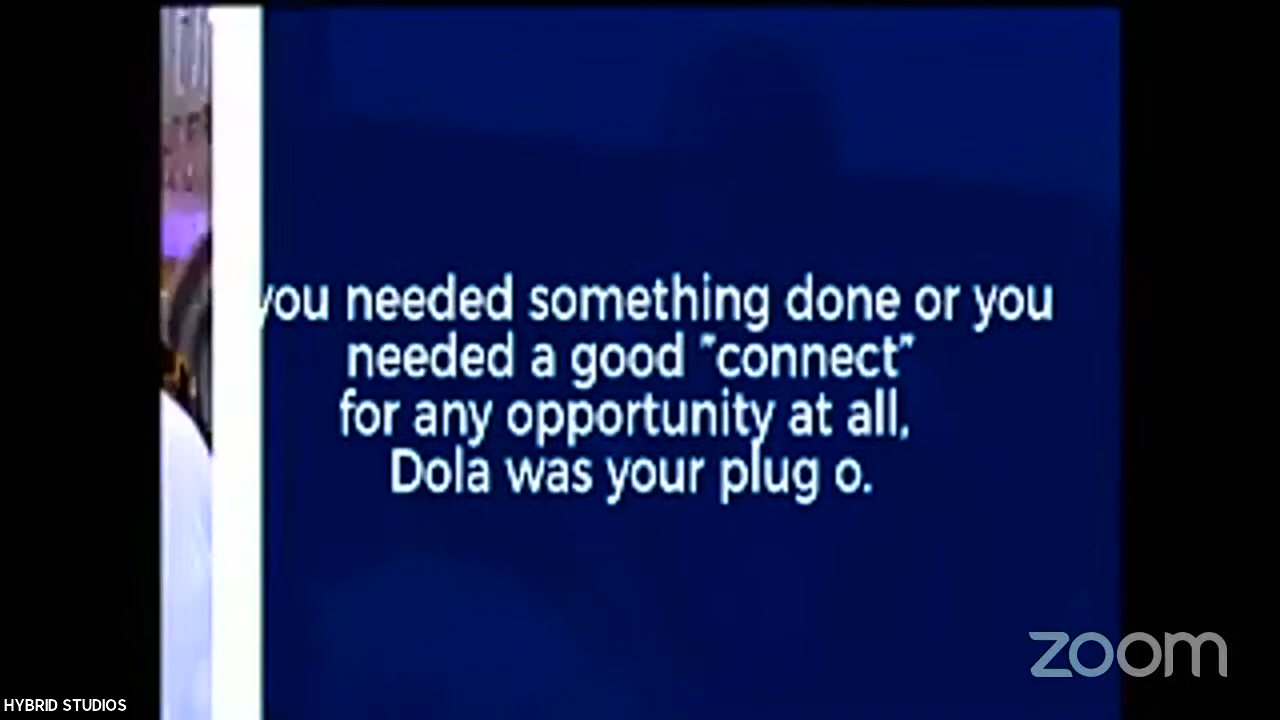 you needed something done or you
needed a good "connect"
for any opportunity at all,
Dola was your plug o.
zoom
HYBRID STUDIOS